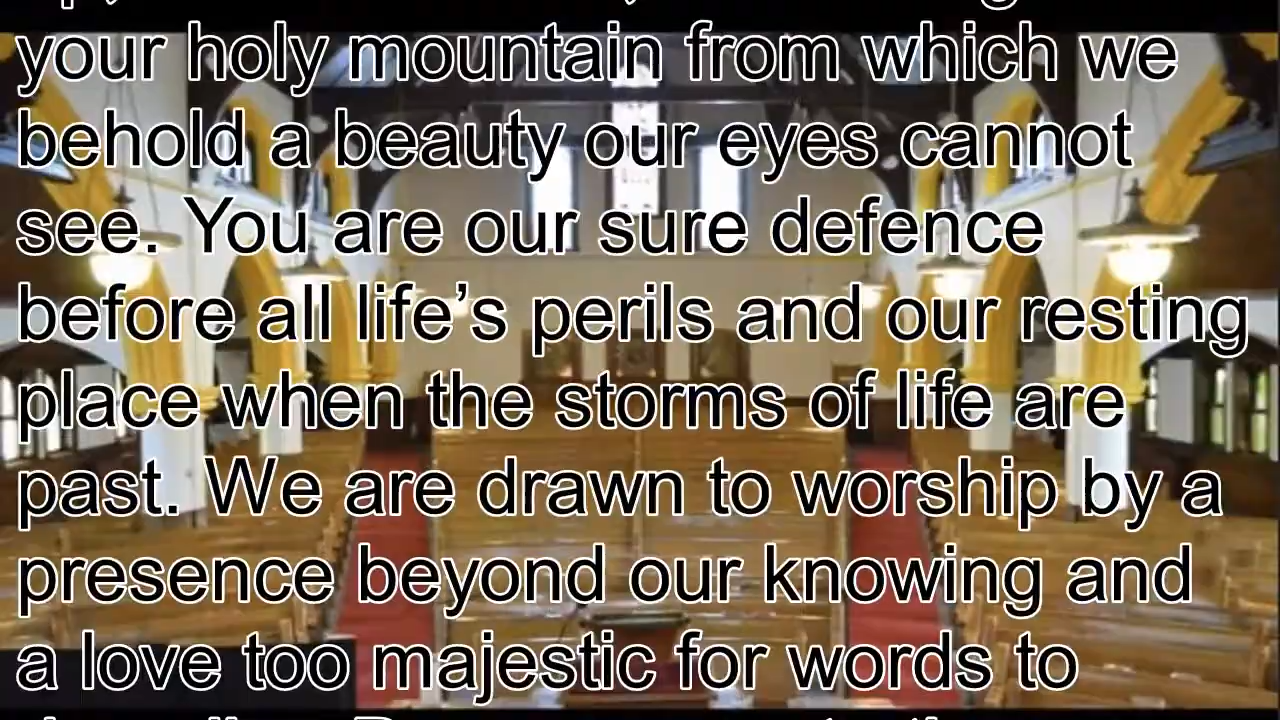 your holy mountain from which we
behold a beauty our eyes cannot
see. You are our sure defence
before all life’s perils and our resting
place when the storms of life are
past. We are drawn to worship by a
presence beyond our knowing and
a love too majestic for words to